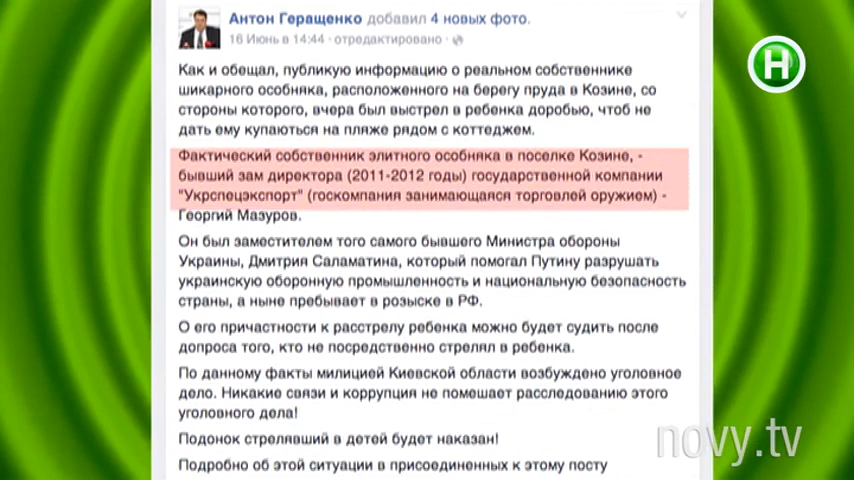 Антон Геращенко добавил 4 новых фото.
16 Июнь в 14:44 · отредактировано ·
Как и обещал, публикую информацию о реальном собственнике
шикарного особняка, расположенного на берегу пруда в Козине, со
стороны которого, вчера был выстрел в ребенка доробью, чтоб не
дать ему купаються на пляже рядом с коттеджем.
Фактический собственник элитного особняка в поселке Козине, -
бывший зам директора (2011-2012 годы) государственной компании
"Укрспецэкспорт" (госкомпания занимающаяся торговлей оружием) -
Георгий Мазуров.
Он был заместителем того самого бывшего Министра обороны
Украины, Дмитрия Саламатина, который помогал Путину разрушать
украинскую оборонную промышленность и национальную безопасность
страны, а ныне пребывает в розыске в РФ.
О его причастности к расстрелу ребенка можно будет судить после
допроса того, кто не посредственно стрелял в ребенка.
По данному факты милицией Киевской области возбуждено уголовное
дело. Никакие связи и коррупция не помешает расследованию этого
уголовного дела!
Подонок стрелявший в детей будет наказан!
Подробно об этой ситуации в присоединенных к этому посту
Н
novy.tv